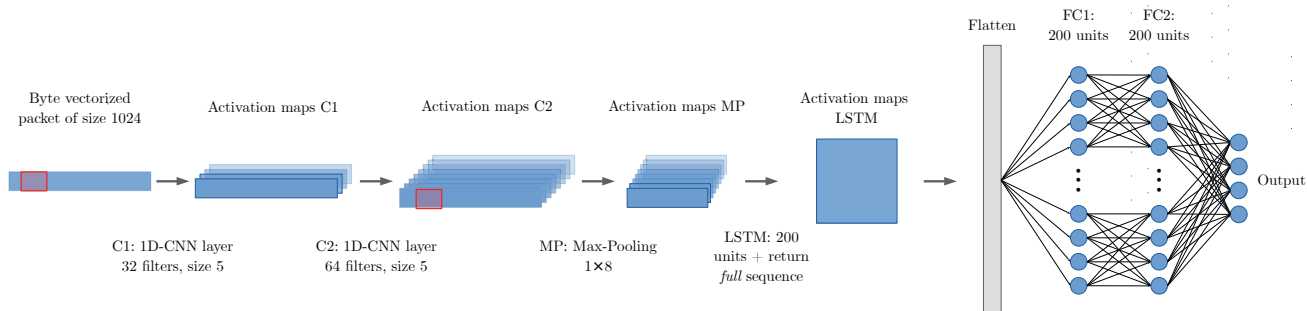 Byte vectorized
packet of size 1024
Activation maps C1
Activation maps C2
Activation maps MP
Activation maps
LSTM
Flatten
FC1:
200 units
FC2:
200 units
C1: 1D-CNN layer
32 filters, size 5
C2: 1D-CNN layer
64 filters, size 5
MP: Max-Pooling
1×8
LSTM: 200
units + return
full sequence
Output